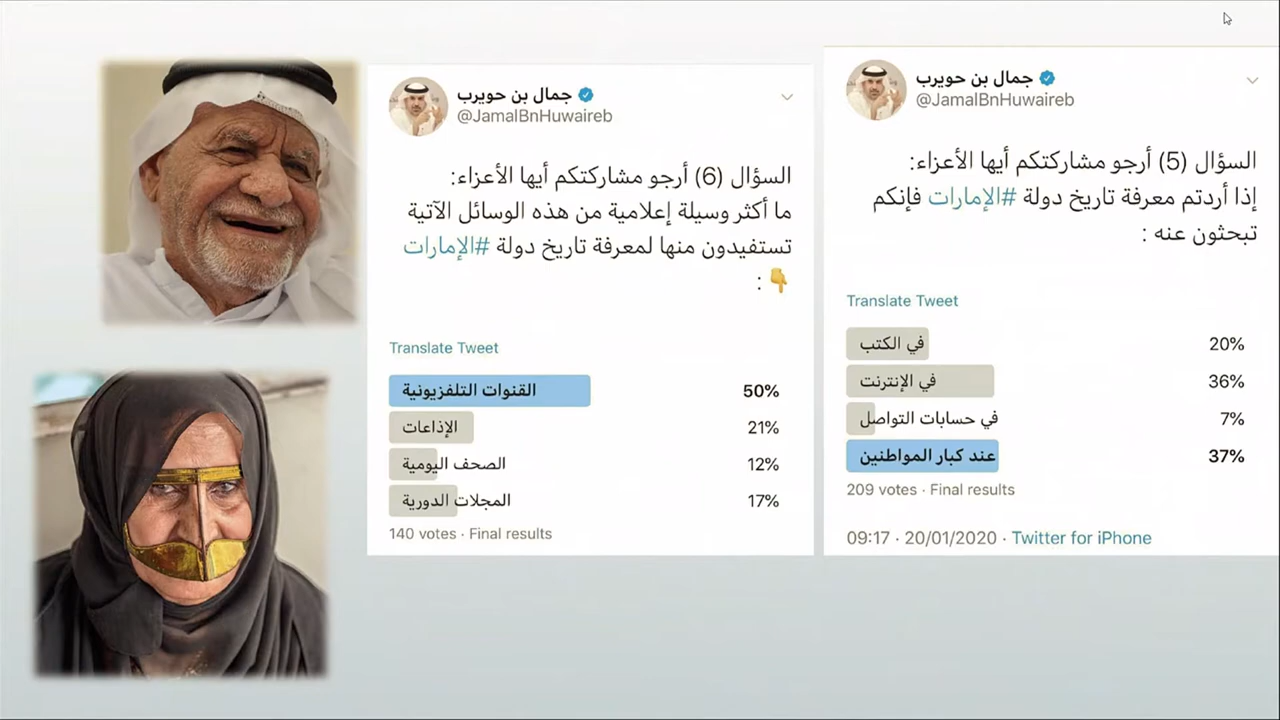 جمال بن حويرب
@JamalBnHuwaireb
السؤال (5) أرجو مشاركتكم أيها الأعزاء:
إذا أردتم معرفة تاريخ دولة #الإمارات فإنكم
تبحثون عنه :
Translate Tweet
في الكتب 20%
في الإنترنت 36%
في حسابات التواصل 7%
عند كبار المواطنين 37%
209 votes · Final results
09:17 · 20/01/2020 · Twitter for iPhone
جمال بن حويرب
@JamalBnHuwaireb
السؤال (6) أرجو مشاركتكم أيها الأعزاء:
ما أكثر وسيلة إعلامية من هذه الوسائل الآتية
تستفيدون منها لمعرفة تاريخ دولة #الإمارات
👇 :
Translate Tweet
القنوات التلفزيونية 50%
الإذاعات 21%
الصحف اليومية 12%
المجلات الدورية 17%
140 votes · Final results